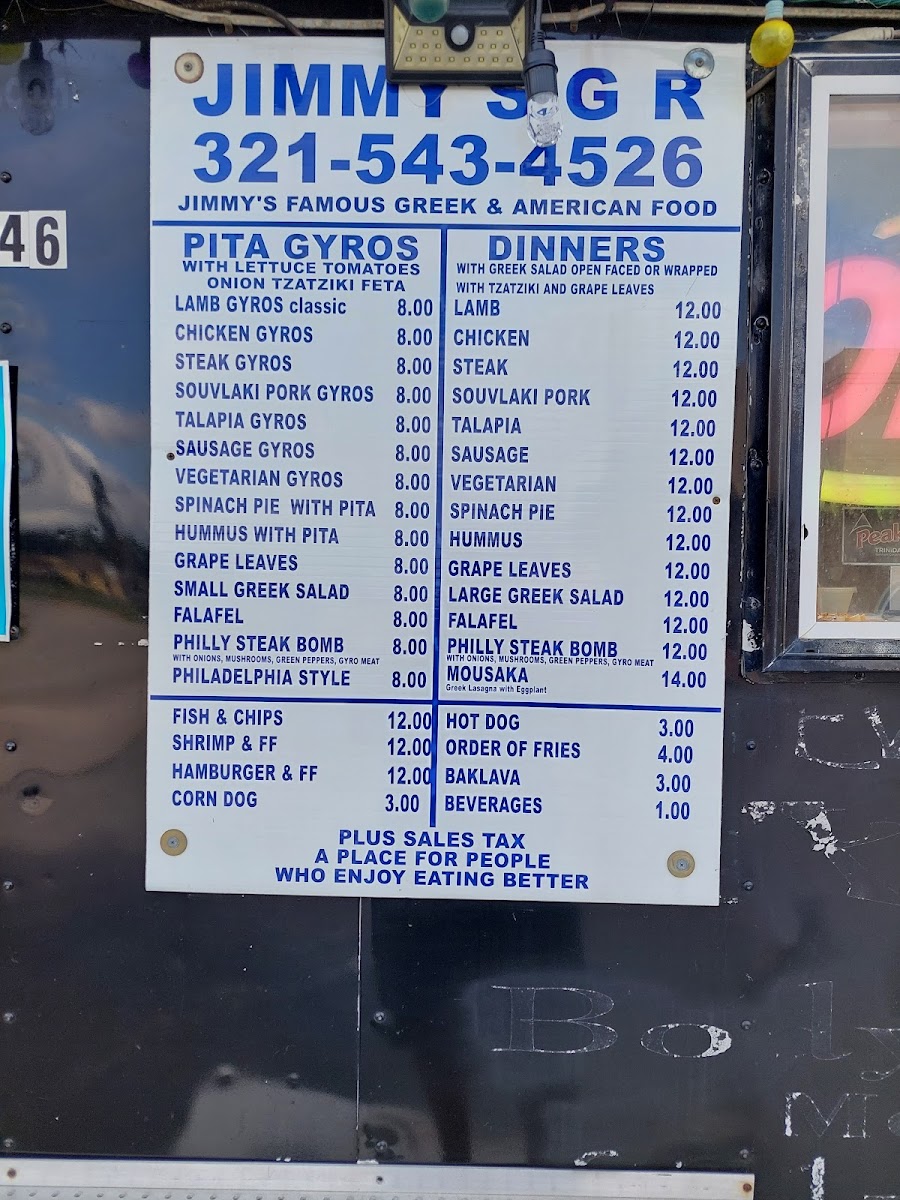 JIMMY'S G R
321-543-4526
JIMMY'S FAMOUS GREEK & AMERICAN FOOD
46
PITA GYROS
WITH LETTUCE TOMATOES
ONION TZATZIKI FETA
LAMB GYROS classic 8.00
CHICKEN GYROS 8.00
STEAK GYROS 8.00
SOUVLAKI PORK GYROS 8.00
TALAPIA GYROS 8.00
SAUSAGE GYROS 8.00
VEGETARIAN GYROS 8.00
SPINACH PIE WITH PITA 8.00
HUMMUS WITH PITA 8.00
GRAPE LEAVES 8.00
SMALL GREEK SALAD 8.00
FALAFEL 8.00
PHILLY STEAK BOMB 8.00
WITH ONIONS, MUSHROOMS, GREEN PEPPERS, GYRO MEAT
PHILADELPHIA STYLE 8.00
DINNERS
WITH GREEK SALAD OPEN FACED OR WRAPPED
WITH TZATZIKI AND GRAPE LEAVES
LAMB 12.00
CHICKEN 12.00
STEAK 12.00
SOUVLAKI PORK 12.00
TALAPIA 12.00
SAUSAGE 12.00
VEGETARIAN 12.00
SPINACH PIE 12.00
HUMMUS 12.00
GRAPE LEAVES 12.00
LARGE GREEK SALAD 12.00
FALAFEL 12.00
PHILLY STEAK BOMB 12.00
WITH ONIONS, MUSHROOMS, GREEN PEPPERS, GYRO MEAT
MOUSAKA 14.00
Greek Lasagna with Eggplant
FISH & CHIPS 12.00
SHRIMP & FF 12.00
HAMBURGER & FF 12.00
CORN DOG 3.00
HOT DOG 3.00
ORDER OF FRIES 4.00
BAKLAVA 3.00
BEVERAGES 1.00
PLUS SALES TAX
A PLACE FOR PEOPLE
WHO ENJOY EATING BETTER